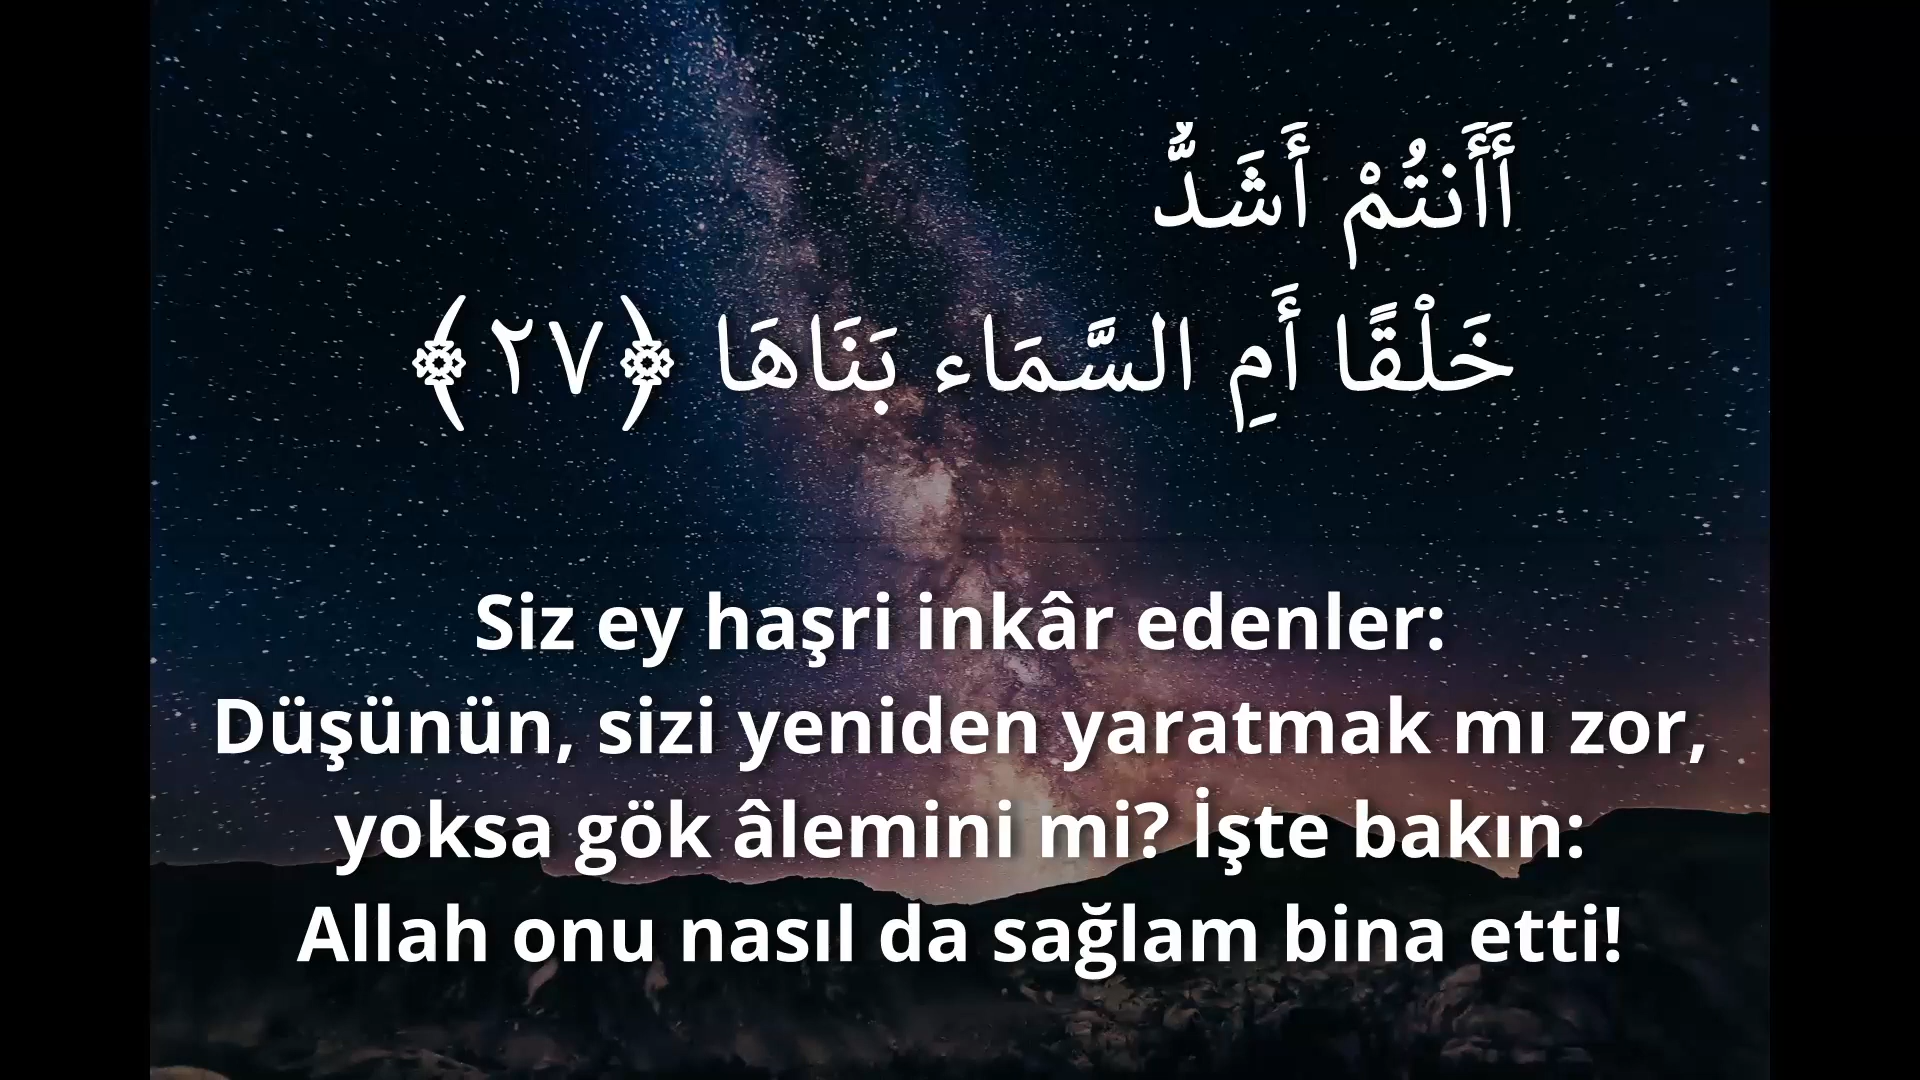 أَأَنتُمْ أَشَدُّ
خَلْقًا أَمِ السَّمَاء بَنَاهَا ﴿٢٧﴾
Siz ey haşri inkâr edenler:
Düşünün, sizi yeniden yaratmak mı zor,
yoksa gök âlemini mi? İşte bakın:
Allah onu nasıl da sağlam bina etti!